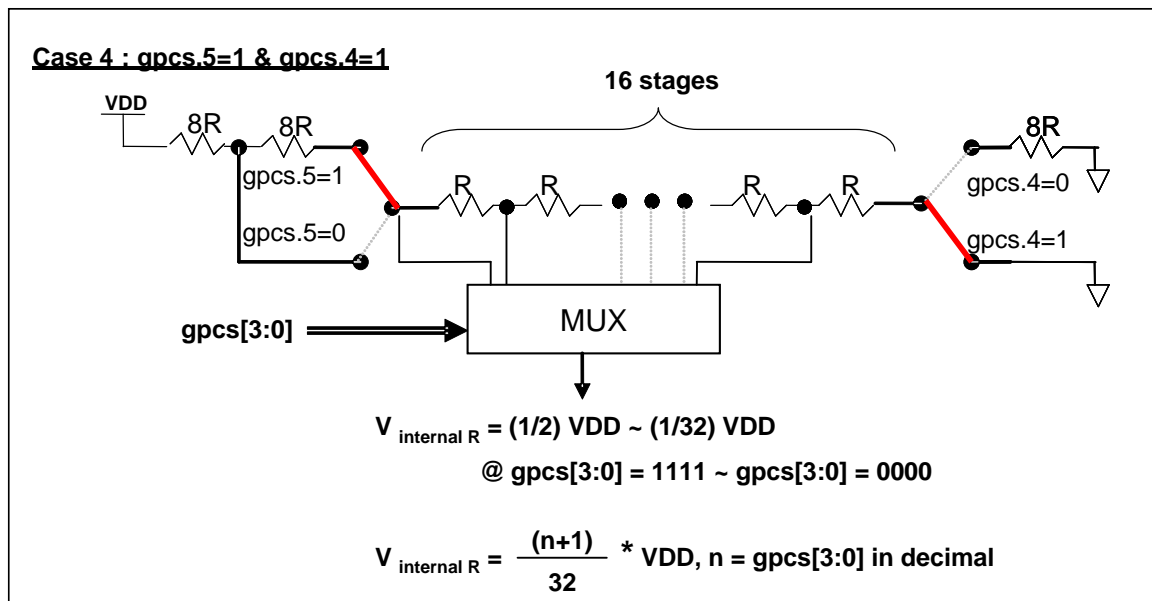 Case 4 : gpcs.5=1 & gpcs.4=1
16 stages
VDD
8R
8R
8R
gpcs.5=1
R
R
R
R
gpcs.4=0
gpcs.5=0
gpcs.4=1
gpcs[3:0]
MUX
V internal R = (1/2) VDD ~ (1/32) VDD
@ gpcs[3:0] = 1111 ~ gpcs[3:0] = 0000
V internal R = (n+1) / 32 * VDD, n = gpcs[3:0] in decimal